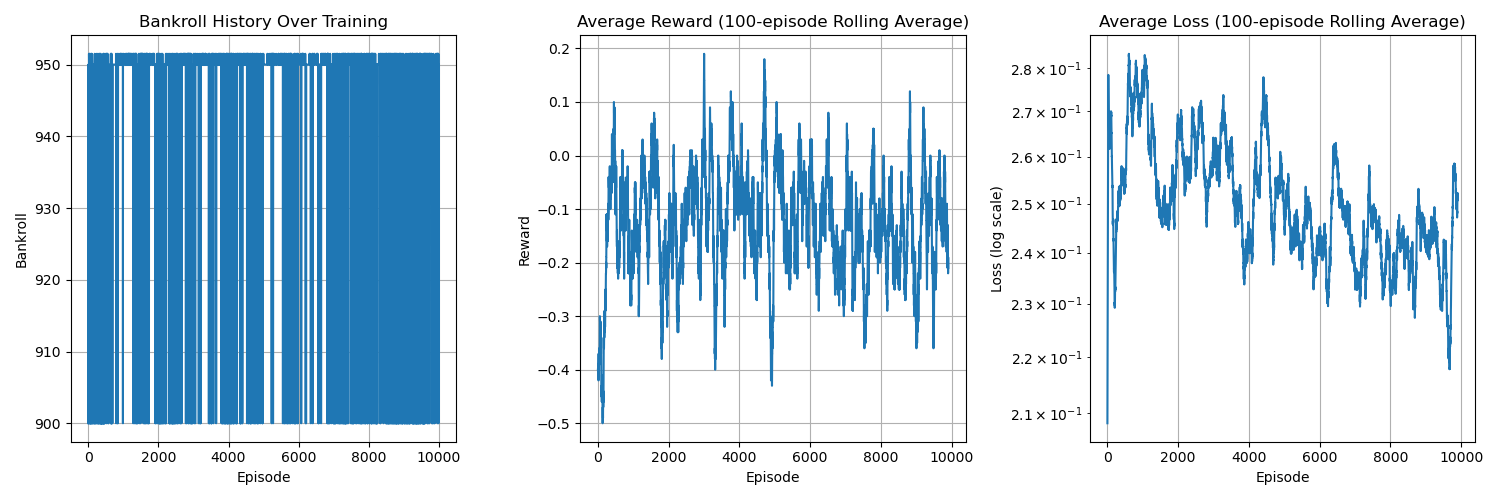 Bankroll History Over Training
950
940
930
920
910
900
Bankroll
0 2000 4000 6000 8000 10000
Episode
Average Reward (100-episode Rolling Average)
0.2
0.1
0.0
−0.1
−0.2
−0.3
−0.4
−0.5
Reward
0 2000 4000 6000 8000 10000
Episode
Average Loss (100-episode Rolling Average)
2.8 × 10⁻¹
2.7 × 10⁻¹
2.6 × 10⁻¹
2.5 × 10⁻¹
2.4 × 10⁻¹
2.3 × 10⁻¹
2.2 × 10⁻¹
2.1 × 10⁻¹
Loss (log scale)
0 2000 4000 6000 8000 10000
Episode